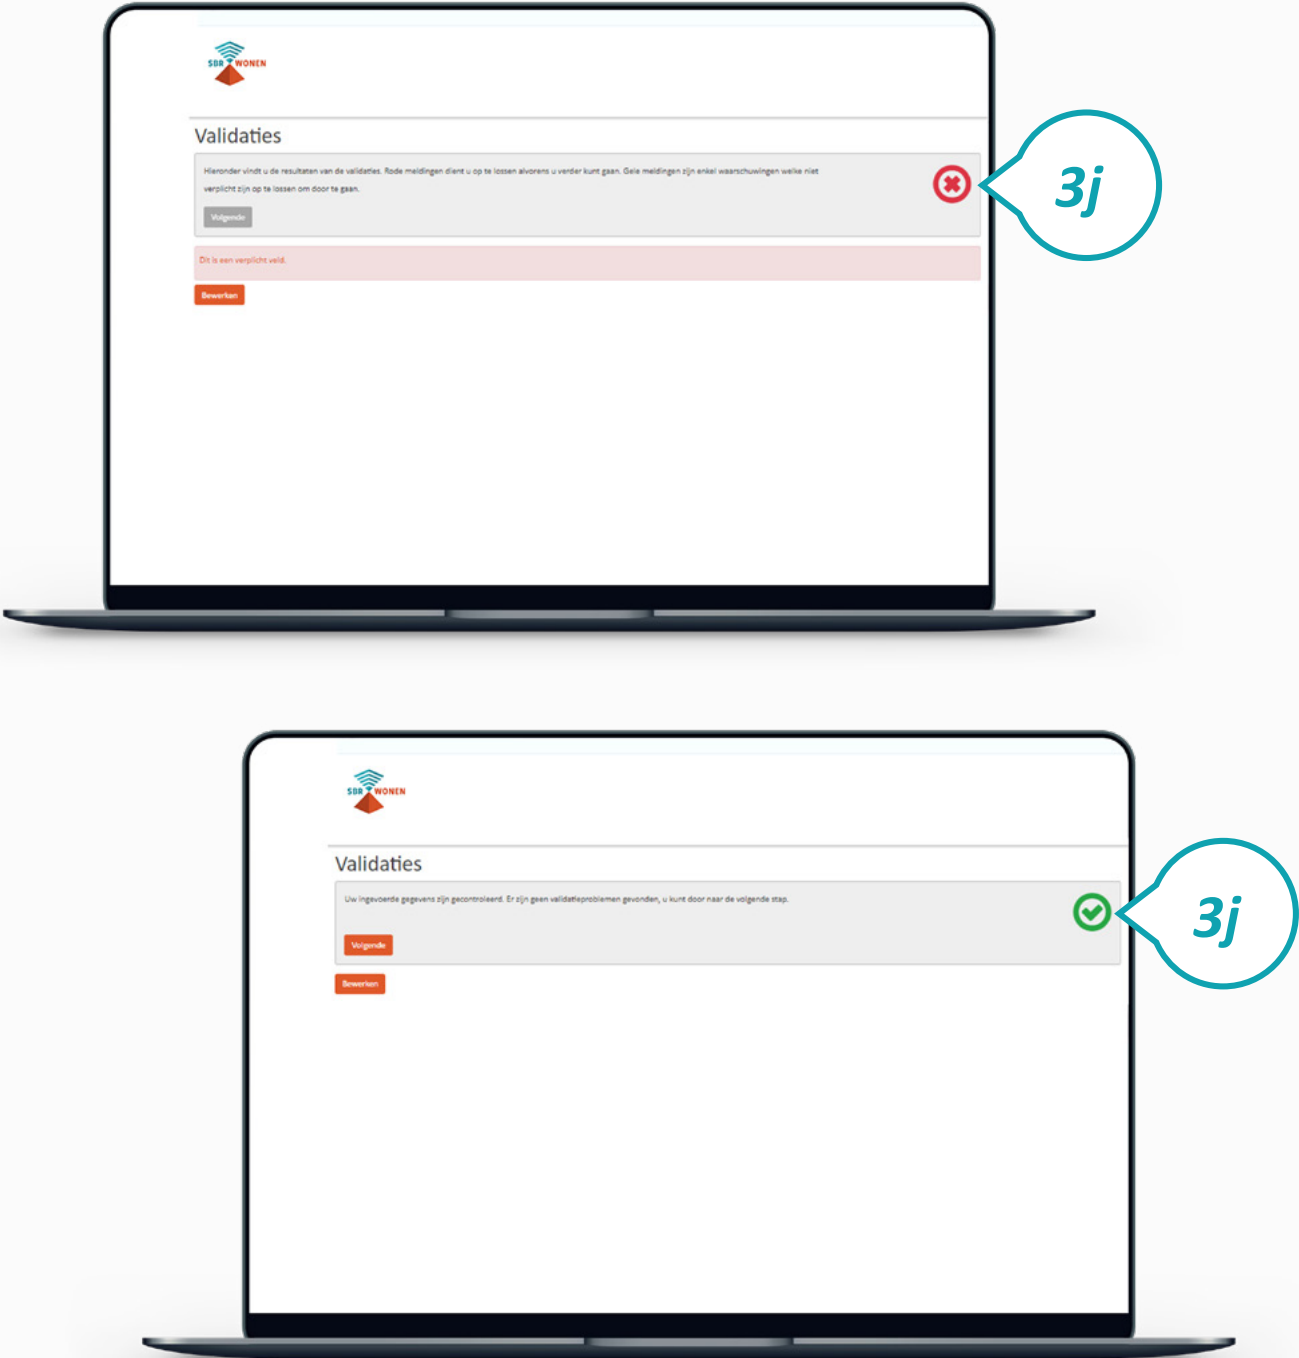 SBR WONEN
Validaties
Hieronder vindt u de resultaten van de validaties. Rode meldingen dient u op te lossen alvorens u verder kunt gaan. Gele meldingen zijn enkel waarschuwingen welke niet
verplicht zijn op te lossen om door te gaan.
Volgende
Dit is een verplicht veld.
Bewerken
3j
SBR WONEN
Validaties
Uw ingevoerde gegevens zijn gecontroleerd. Er zijn geen validatieproblemen gevonden, u kunt door naar de volgende stap.
Volgende
Bewerken
3j